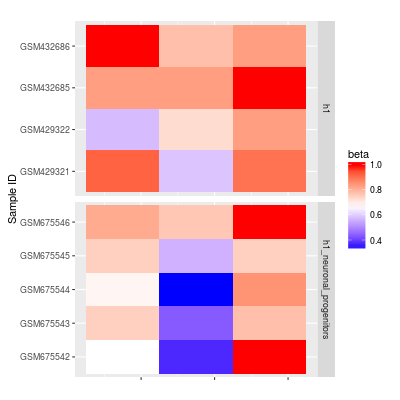 GSM432686
GSM432685
GSM429322
GSM429321
h1
GSM675546
GSM675545
GSM675544
GSM675543
GSM675542
h1_neuronal_progenitors
Sample ID
beta
1.0
0.8
0.6
0.4